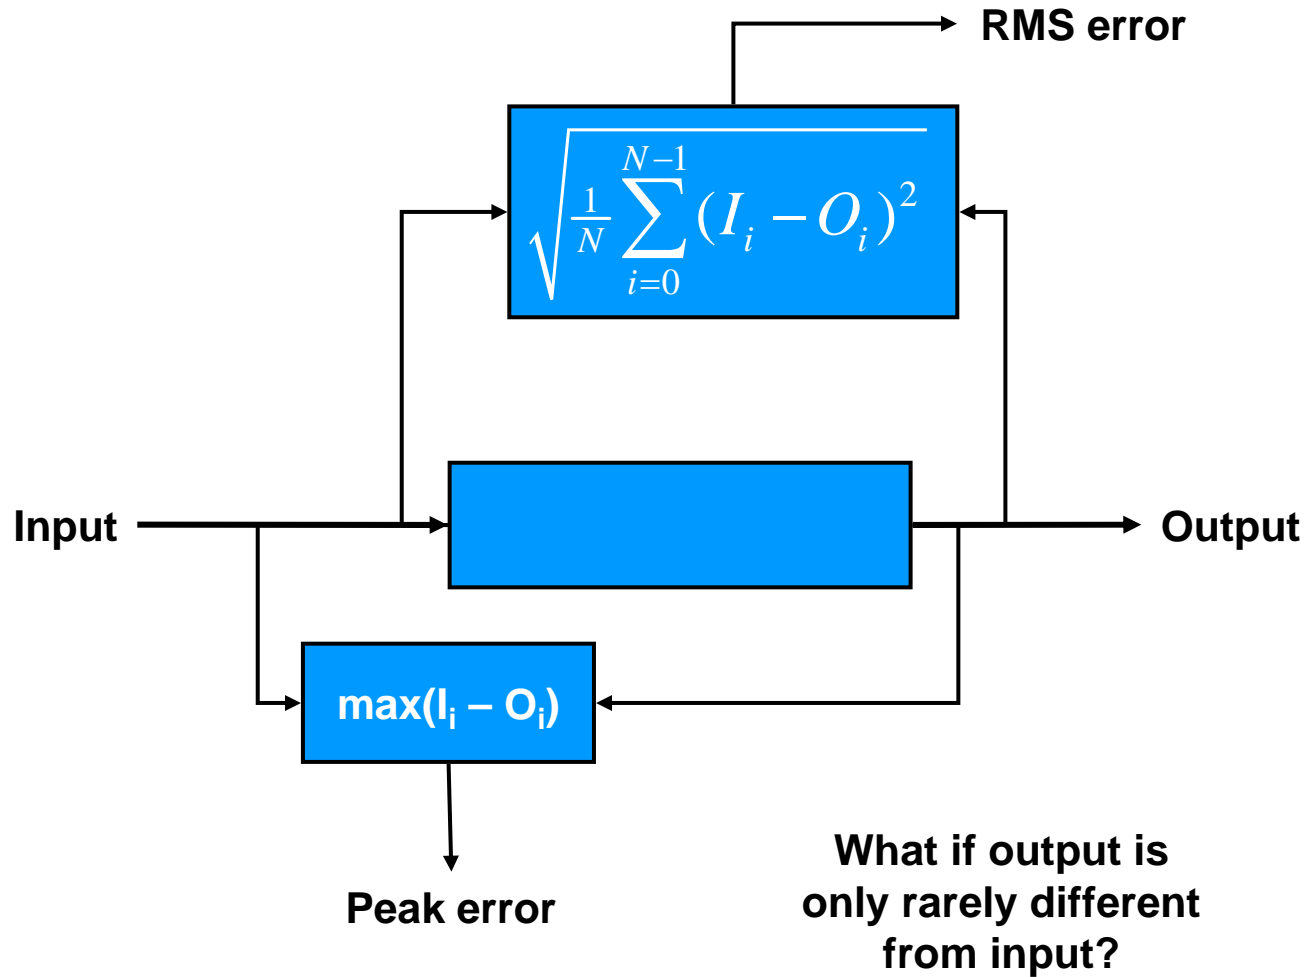 RMS error
√(1/N ∑_{i=0}^{N−1} (I_i − O_i)²)
Input
Output
max(I_i – O_i)
Peak error
What if output is
only rarely different
from input?